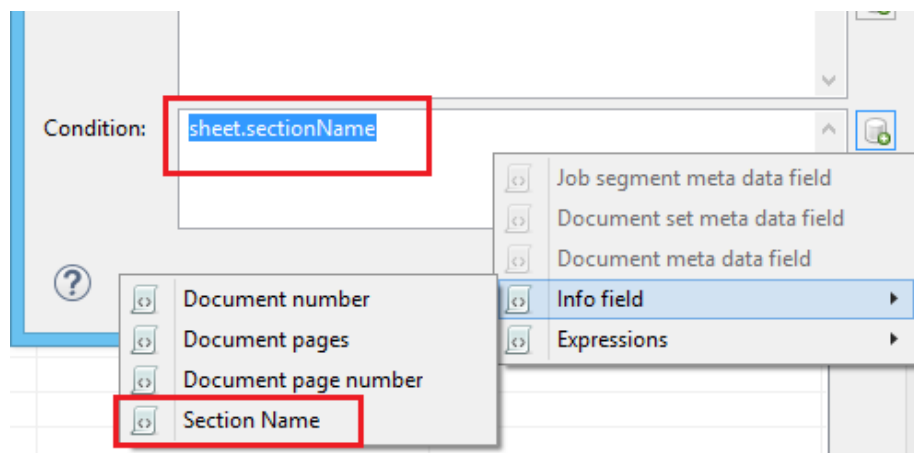 Condition:
sheet.sectionName
Job segment meta data field
Document set meta data field
Document meta data field
Info field
Expressions
?
Document number
Document pages
Document page number
Section Name